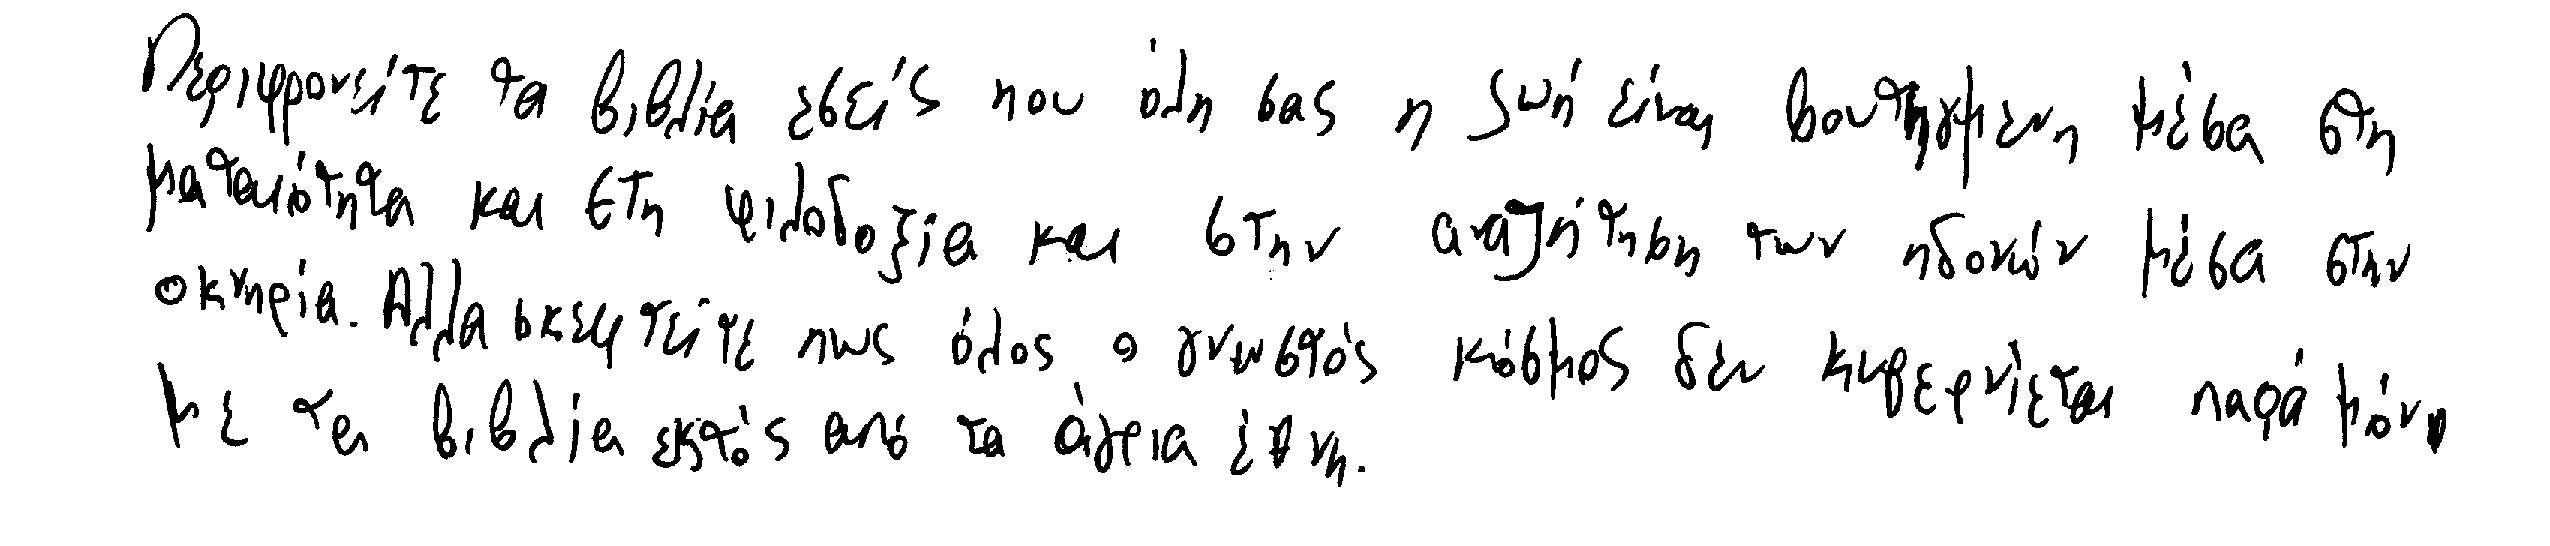 Περιφρονείτε τα βιβλία εσείς που όλη σας η ζωή είναι βουτηγμενη μέσα στη
ματαιότητα και στη φιλοδοξία και στην αναζήτηση των ηδονών μέσα στην
οκνηρία. Αλλα σκεφτείτε πως όλος ο γνωστός κόσμος δεν κυβερνιέται παρά μόνο
με τα βιβλία εκτός από τα άγρια έθνη.